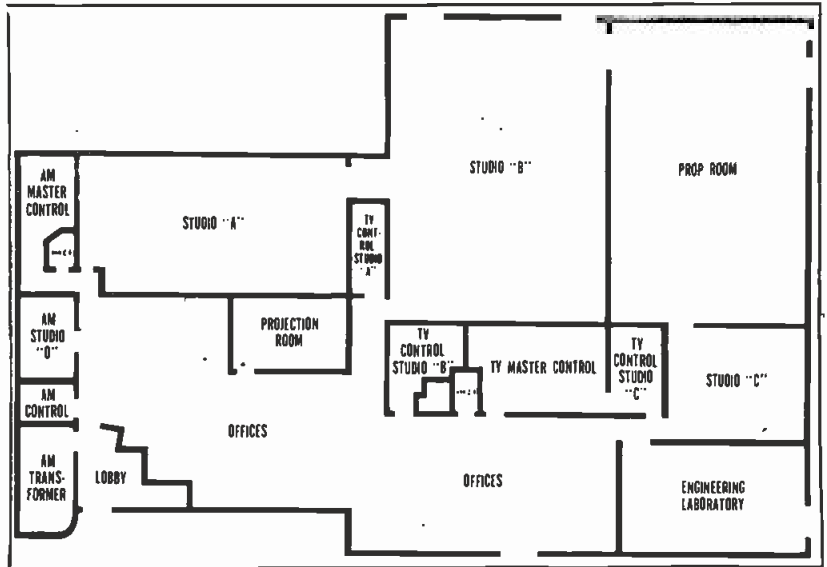 AM
MASTER
CONTROL
STUDIO "A"
TV
CONT-
ROL
STUDIO
"A"
STUDIO "B"
PROP ROOM
AM
STUDIO
"D"
PROJECTION
ROOM
TV
CONTROL
STUDIO "B"
TV MASTER CONTROL
TV
CONTROL
STUDIO
"C"
STUDIO "C"
AM
CONTROL
OFFICES
AM
TRANS-
FORMER
LOBBY
OFFICES
ENGINEERING
LABORATORY